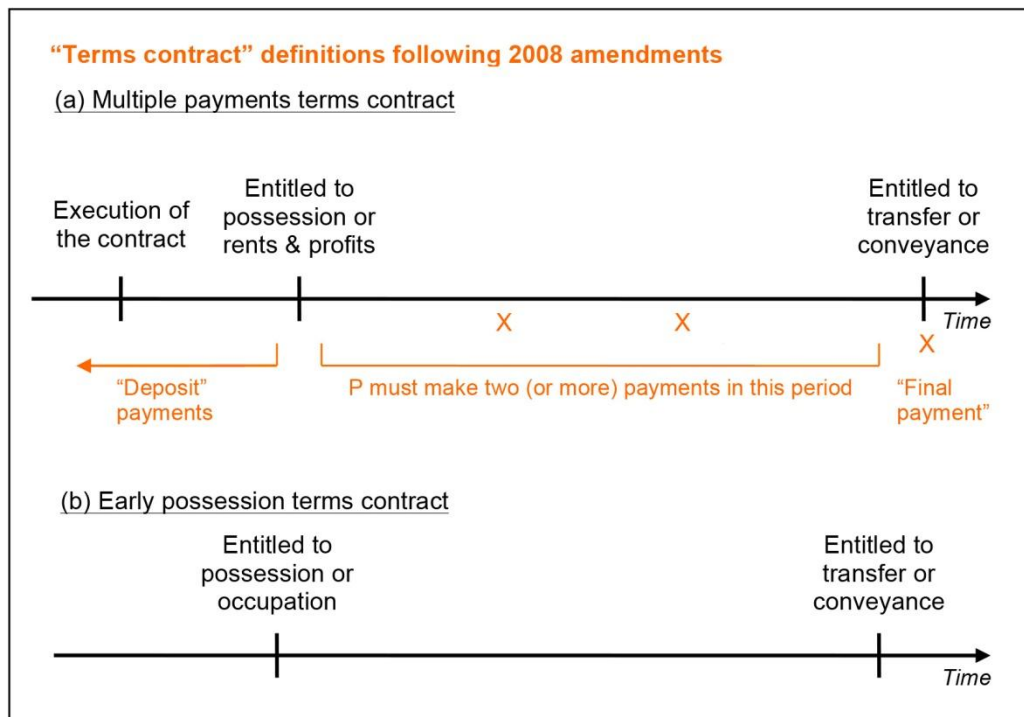 “Terms contract” definitions following 2008 amendments
(a) Multiple payments terms contract
Execution of
the contract
Entitled to
possession or
rents & profits
Entitled to
transfer or
conveyance
X
X
X
Time
“Deposit”
payments
P must make two (or more) payments in this period
“Final
payment”
(b) Early possession terms contract
Entitled to
possession or
occupation
Entitled to
transfer or
conveyance
Time